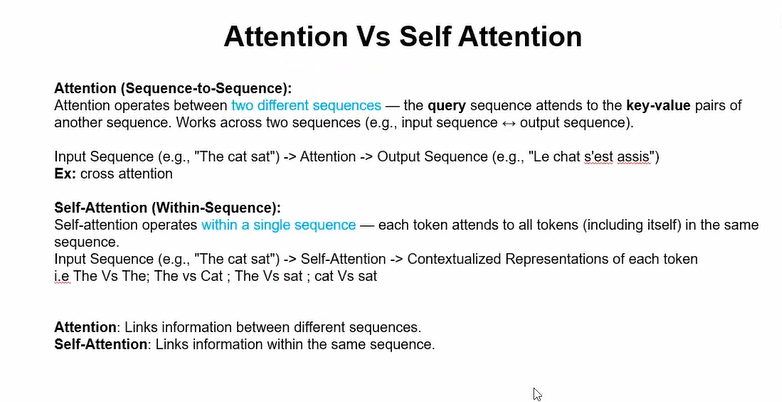 Attention Vs Self Attention
Attention (Sequence-to-Sequence):
Attention operates between two different sequences — the query sequence attends to the key-value pairs of
another sequence. Works across two sequences (e.g., input sequence ↔ output sequence).
Input Sequence (e.g., "The cat sat") -> Attention -> Output Sequence (e.g., "Le chat s'est assis")
Ex: cross attention
Self-Attention (Within-Sequence):
Self-attention operates within a single sequence — each token attends to all tokens (including itself) in the same
sequence.
Input Sequence (e.g., "The cat sat") -> Self-Attention -> Contextualized Representations of each token
i.e The Vs The; The vs Cat ; The Vs sat ; cat Vs sat
Attention: Links information between different sequences.
Self-Attention: Links information within the same sequence.